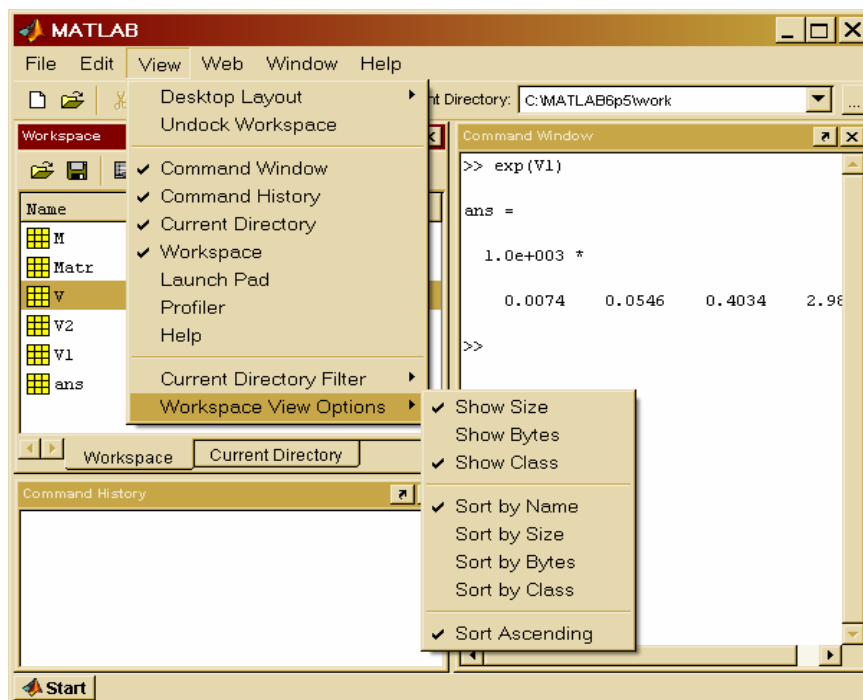 MATLAB
File Edit View Web Window Help
Desktop Layout
Undock Workspace
Command Window
Command History
Current Directory
Workspace
Launch Pad
Profiler
Help
Current Directory Filter
Workspace View Options
Show Size
Show Bytes
Show Class
Sort by Name
Sort by Size
Sort by Bytes
Sort by Class
Sort Ascending
Directory: C:\MATLAB6p5\work
...
Workspace
Name
M
Matr
V
V2
V1
ans
Workspace Current Directory
Command History
Command Window
>> exp(V1)
ans =
1.0e+003 *
0.0074 0.0546 0.4034 2.98
>>
Start